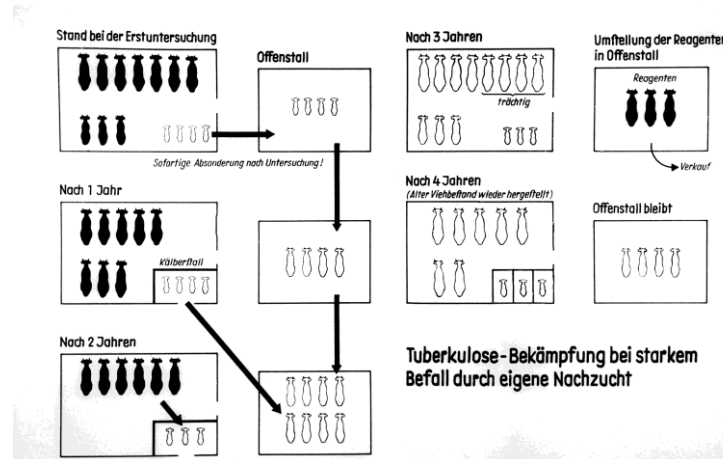 Stand bei der Erstuntersuchung
Offenstall
Sofortige Absonderung nach Untersuchung!
Nach 1 Jahr
Kälberstall
Nach 2 Jahren
Nach 3 Jahren
trächtig
Umstellung der Reagenten
in Offenstall
Reagenten
Verkauf
Nach 4 Jahren
(Alter Viehbestand wieder hergestellt)
Offenstall bleibt
Tuberkulose-Bekämpfung bei starkem
Befall durch eigene Nachzucht